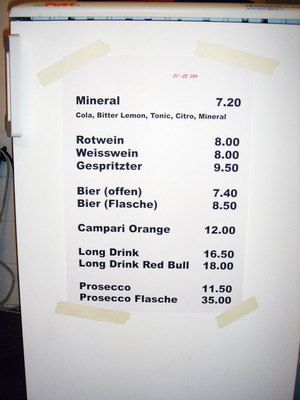 21 - 22 Uhr
Mineral 7.20
Cola, Bitter Lemon, Tonic, Citro, Mineral
Rotwein 8.00
Weisswein 8.00
Gespritzter 9.50
Bier (offen) 7.40
Bier (Flasche) 8.50
Campari Orange 12.00
Long Drink 16.50
Long Drink Red Bull 18.00
Prosecco 11.50
Prosecco Flasche 35.00